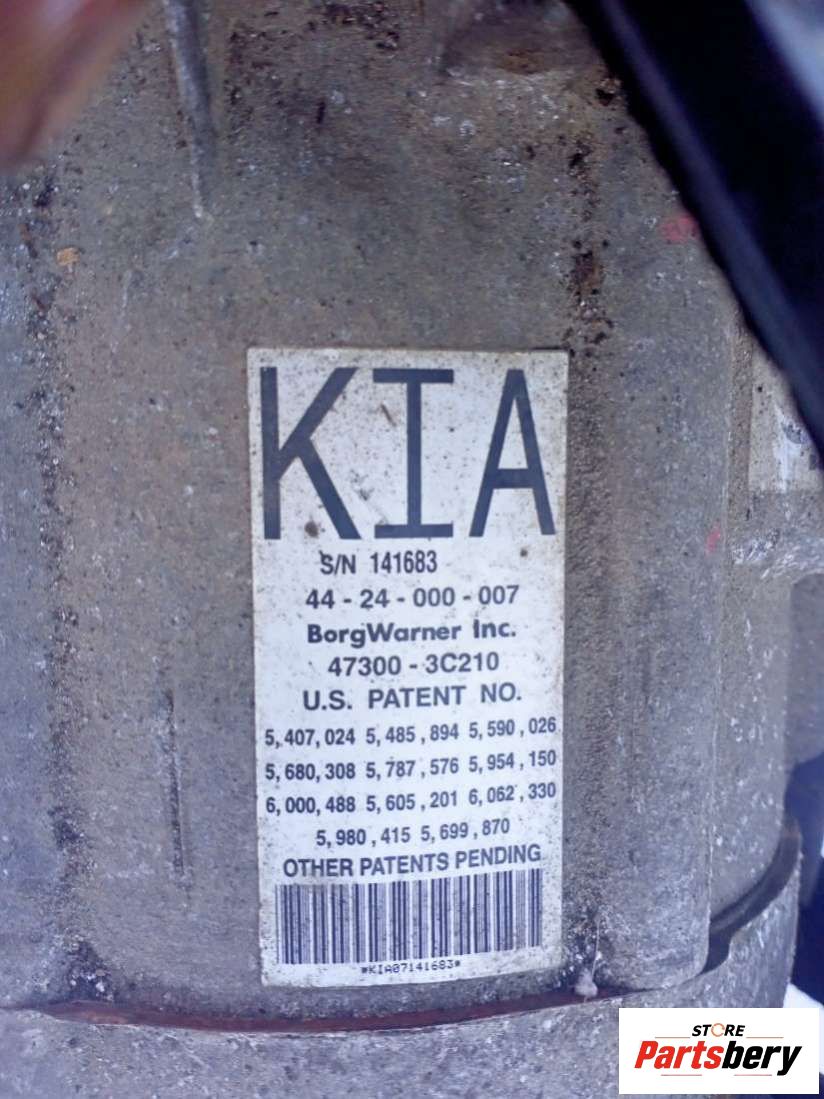 KIA
S/N 141683
44 - 24 - 000 - 007
BorgWarner Inc.
47300 - 3C210
U.S. PATENT NO.
5,407,024 5,485,894 5,590,026
5,680,308 5,787,576 5,954,150
6,000,488 5,605,201 6,062,330
5,980,415 5,699,870
OTHER PATENTS PENDING
*KIA07141683*
STORE
Partsbery